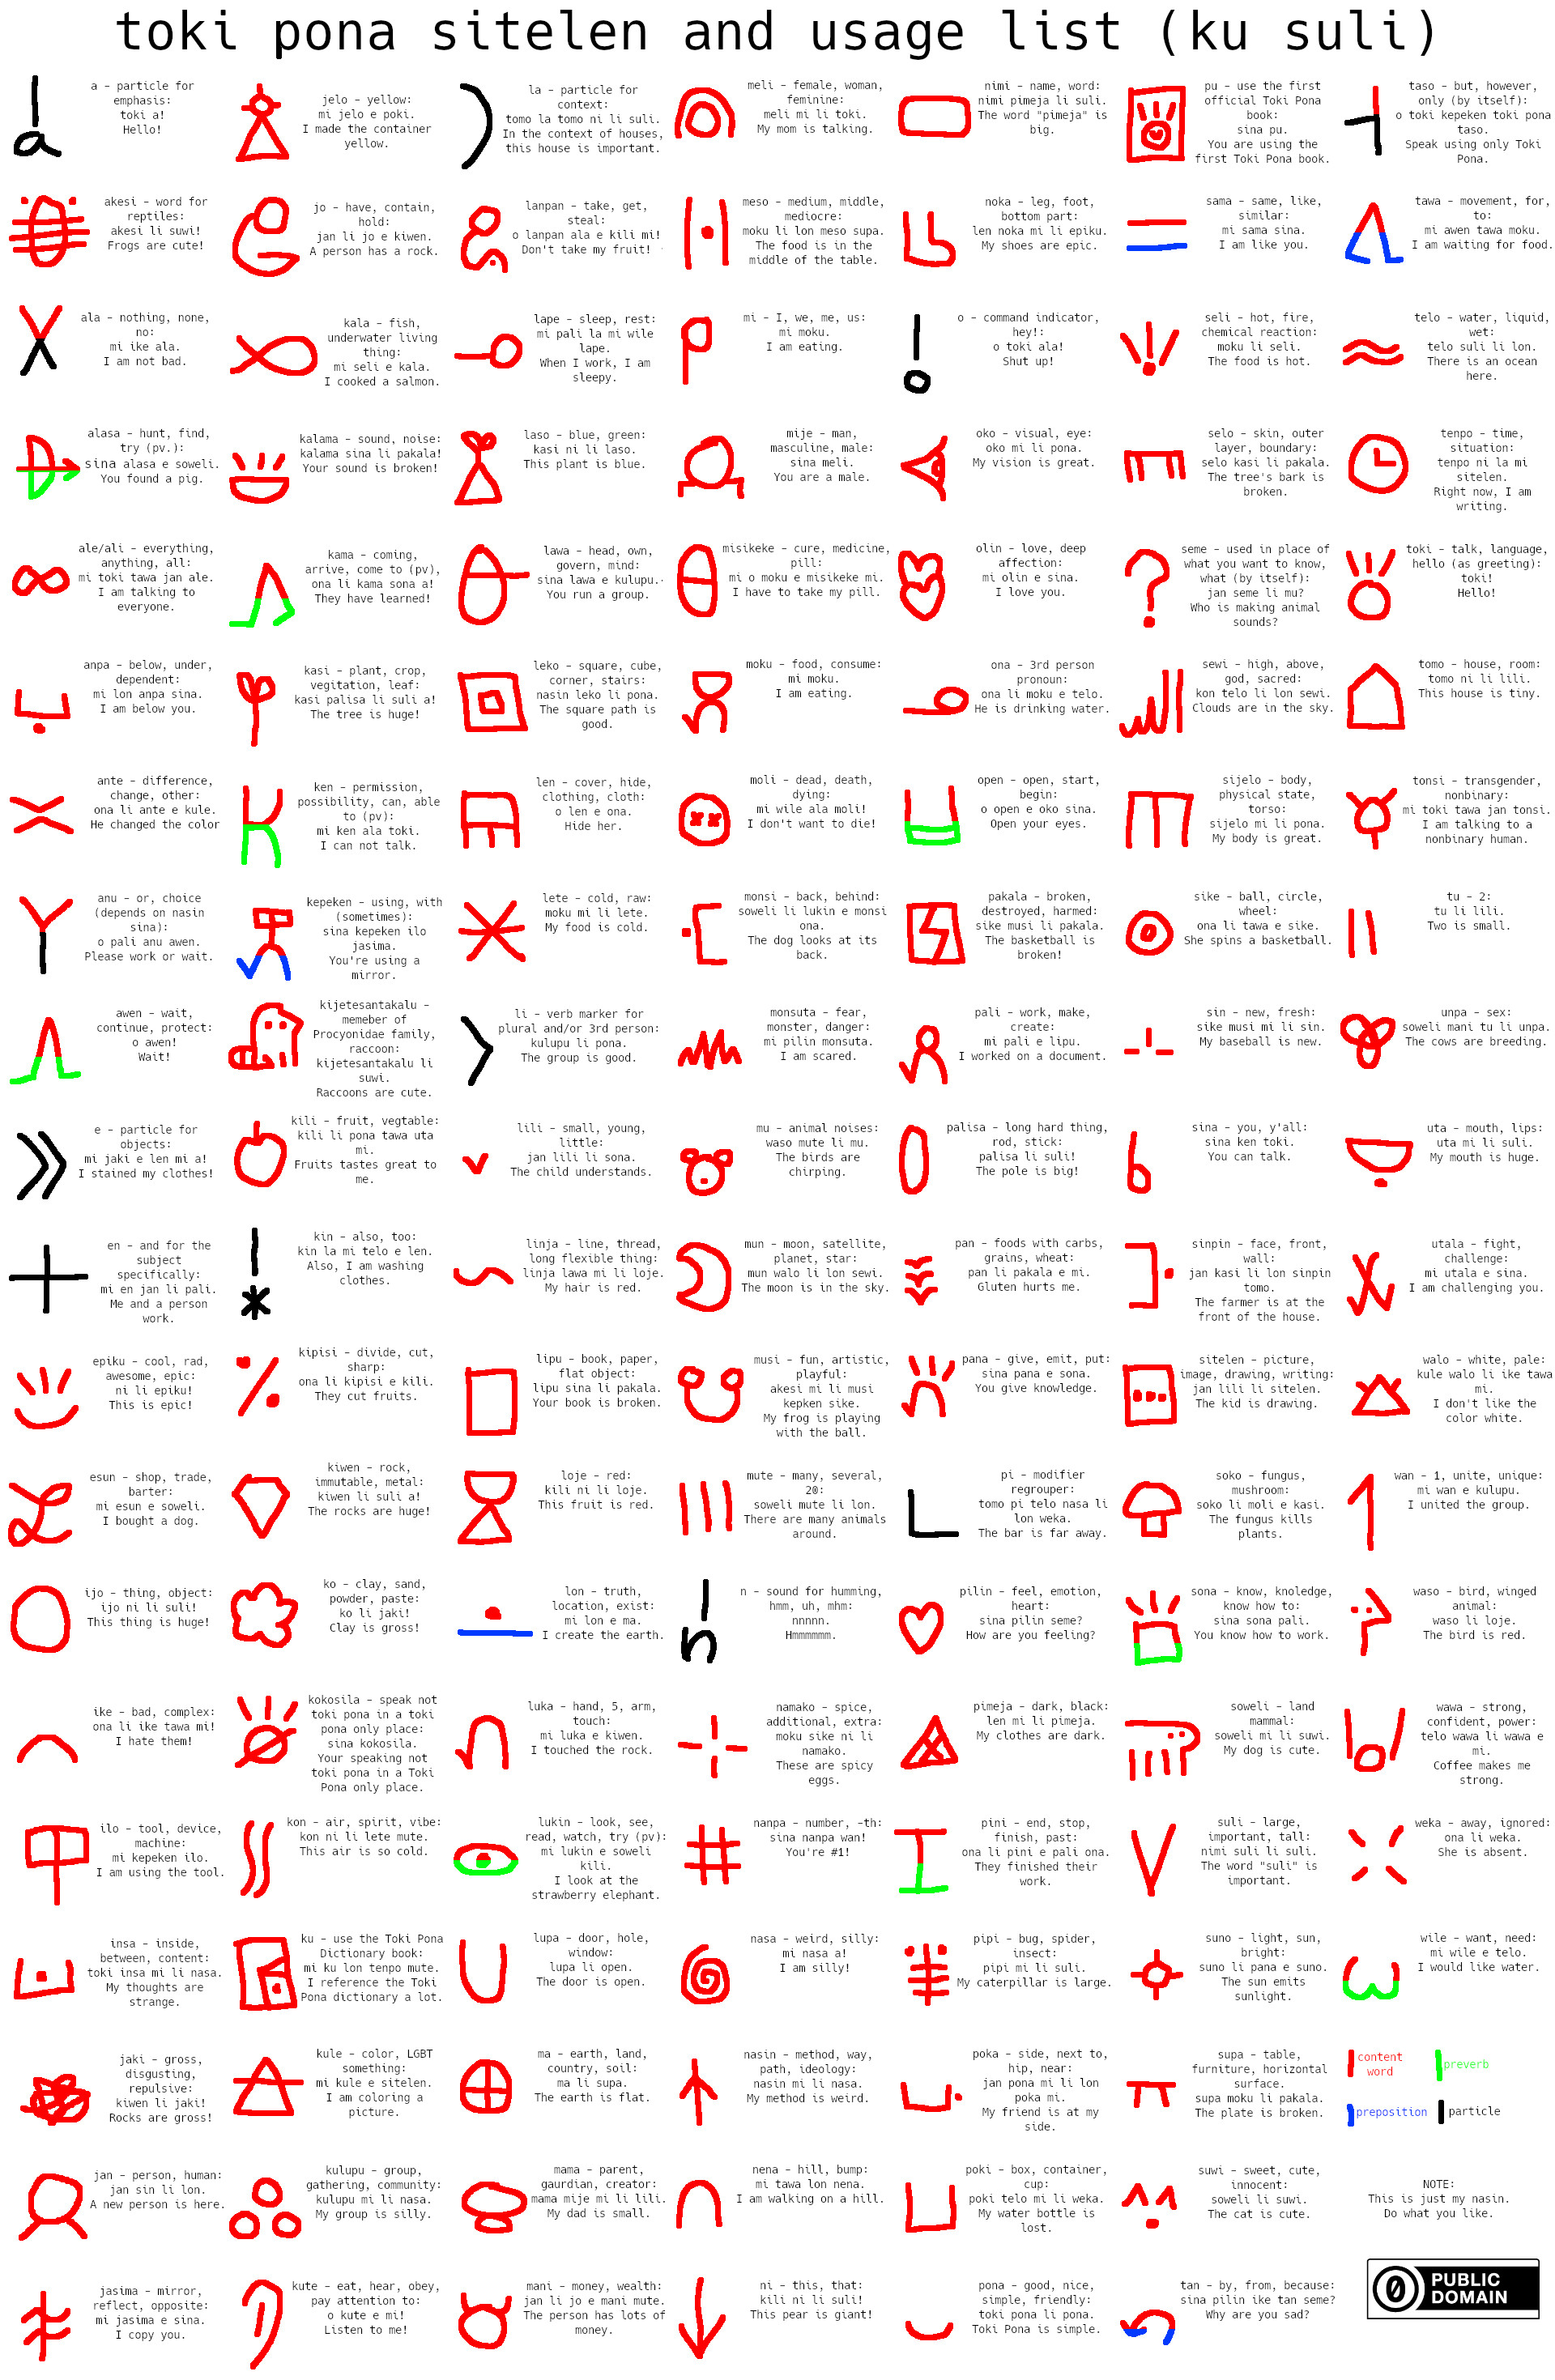 toki pona sitelen and usage list (ku suli)
a - particle for
emphasis:
toki a!
Hello!
akesi - word for
reptiles:
akesi li suwi!
Frogs are cute!
ala - nothing, none,
no:
mi ike ala.
I am not bad.
alasa - hunt, find,
try (pv.):
sina alasa e soweli.
You found a pig.
ale/ali - everything,
anything, all:
mi toki tawa jan ale.
I am talking to
everyone.
anpa - below, under,
dependent:
mi lon anpa sina.
I am below you.
ante - difference,
change, other:
ona li ante e kule.
He changed the color
anu - or, choice
(depends on nasin
sina):
o pali anu awen.
Please work or wait.
awen - wait,
continue, protect:
o awen!
Wait!
e - particle for
objects:
mi jaki e len mi a!
I stained my clothes!
en - and for the
subject
specifically:
mi en jan li pali.
Me and a person
work.
epiku - cool, rad,
awesome, epic:
ni li epiku!
This is epic!
esun - shop, trade,
barter:
mi esun e soweli.
I bought a dog.
ijo - thing, object:
ijo ni li suli!
This thing is huge!
ike - bad, complex:
ona li ike tawa mi!
I hate them!
ilo - tool, device,
machine:
mi kepeken ilo.
I am using the tool.
insa - inside,
between, content:
toki insa mi li nasa.
My thoughts are
strange.
jaki - gross,
disgusting,
repulsive:
kiwen li jaki!
Rocks are gross!
jan - person, human:
jan sin li lon.
A new person is here.
jasima - mirror,
reflect, opposite:
mi jasima e sina.
I copy you.
jelo - yellow:
mi jelo e poki.
I made the container
yellow.
jo - have, contain,
hold:
jan li jo e kiwen.
A person has a rock.
kala - fish,
underwater living
thing:
mi seli e kala.
I cooked a salmon.
kalama - sound, noise:
kalama sina li pakala!
Your sound is broken!
kama - coming,
arrive, come to (pv),
ona li kama sona a!
They have learned!
kasi - plant, crop,
vegitation, leaf:
kasi palisa li suli a!
The tree is huge!
ken - permission,
possibility, can, able
to (pv):
mi ken ala toki.
I can not talk.
kepeken - using, with
(sometimes):
sina kepeken ilo
jasima.
You're using a
mirror.
kijetesantakalu -
memeber of
Procyonidae family,
raccoon:
kijetesantakalu li
suwi.
Raccoons are cute.
kili - fruit, vegtable:
kili li pona tawa uta
mi.
Fruits tastes great to
me.
kin - also, too:
kin la mi telo e len.
Also, I am washing
clothes.
kipisi - divide, cut,
sharp:
ona li kipisi e kili.
They cut fruits.
kiwen - rock,
immutable, metal:
kiwen li suli a!
The rocks are huge!
ko - clay, sand,
powder, paste:
ko li jaki!
Clay is gross!
kokosila - speak not
toki pona in a toki
pona only place:
sina kokosila.
Your speaking not
toki pona in a Toki
Pona only place.
kon - air, spirit, vibe:
kon ni li lete mute.
This air is so cold.
ku - use the Toki Pona
Dictionary book:
mi ku lon tenpo mute.
I reference the Toki
Pona dictionary a lot.
kule - color, LGBT
something:
mi kule e sitelen.
I am coloring a
picture.
kulupu - group,
gathering, community:
kulupu mi li nasa.
My group is silly.
kute - eat, hear, obey,
pay attention to:
o kute e mi!
Listen to me!
la - particle for
context:
tomo la tomo ni li suli.
In the context of houses,
this house is important.
lanpan - take, get,
steal:
o lanpan ala e kili mi!
Don't take my fruit!
lape - sleep, rest:
mi pali la mi wile
lape.
When I work, I am
sleepy.
laso - blue, green:
kasi ni li laso.
This plant is blue.
lawa - head, own,
govern, mind:
sina lawa e kulupu.
You run a group.
leko - square, cube,
corner, stairs:
nasin leko li pona.
The square path is
good.
len - cover, hide,
clothing, cloth:
o len e ona.
Hide her.
lete - cold, raw:
moku mi li lete.
My food is cold.
li - verb marker for
plural and/or 3rd person:
kulupu li pona.
The group is good.
lili - small, young,
little:
jan lili li sona.
The child understands.
linja - line, thread,
long flexible thing:
linja lawa mi li loje.
My hair is red.
lipu - book, paper,
flat object:
lipu sina li pakala.
Your book is broken.
loje - red:
kili ni li loje.
This fruit is red.
lon - truth,
location, exist:
mi lon e ma.
I create the earth.
luka - hand, 5, arm,
touch:
mi luka e kiwen.
I touched the rock.
lukin - look, see,
read, watch, try (pv):
mi lukin e soweli
kili.
I look at the
strawberry elephant.
lupa - door, hole,
window:
lupa li open.
The door is open.
ma - earth, land,
country, soil:
ma li supa.
The earth is flat.
mama - parent,
gaurdian, creator:
mama mije mi li lili.
My dad is small.
mani - money, wealth:
jan li jo e mani mute.
The person has lots of
money.
meli - female, woman,
feminine:
meli mi li toki.
My mom is talking.
meso - medium, middle,
mediocre:
moku li lon meso supa.
The food is in the
middle of the table.
mi - I, we, me, us:
mi moku.
I am eating.
mije - man,
masculine, male:
sina meli.
You are a male.
misikeke - cure, medicine,
pill:
mi o moku e misikeke mi.
I have to take my pill.
moku - food, consume:
mi moku.
I am eating.
moli - dead, death,
dying:
mi wile ala moli!
I don't want to die!
monsi - back, behind:
soweli li lukin e monsi
ona.
The dog looks at its
back.
monsuta - fear,
monster, danger:
mi pilin monsuta.
I am scared.
mu - animal noises:
waso mute li mu.
The birds are
chirping.
mun - moon, satellite,
planet, star:
mun walo li lon sewi.
The moon is in the sky.
musi - fun, artistic,
playful:
akesi mi li musi
kepken sike.
My frog is playing
with the ball.
mute - many, several,
20:
soweli mute li lon.
There are many animals
around.
n - sound for humming,
hmm, uh, mhm:
nnnnn.
Hmmmmmm.
namako - spice,
additional, extra:
moku sike ni li
namako.
These are spicy
eggs.
nanpa - number, -th:
sina nanpa wan!
You're #1!
nasa - weird, silly:
mi nasa a!
I am silly!
nasin - method, way,
path, ideology:
nasin mi li nasa.
My method is weird.
nena - hill, bump:
mi tawa lon nena.
I am walking on a hill.
ni - this, that:
kili ni li suli!
This pear is giant!
nimi - name, word:
nimi pimeja li suli.
The word "pimeja" is
big.
noka - leg, foot,
bottom part:
len noka mi li epiku.
My shoes are epic.
o - command indicator,
hey!:
o toki ala!
Shut up!
oko - visual, eye:
oko mi li pona.
My vision is great.
olin - love, deep
affection:
mi olin e sina.
I love you.
ona - 3rd person
pronoun:
ona li moku e telo.
He is drinking water.
open - open, start,
begin:
o open e oko sina.
Open your eyes.
pakala - broken,
destroyed, harmed:
sike musi mi li pakala.
The basketball is
broken!
pali - work, make,
create:
mi pali e lipu.
I worked on a document.
palisa - long hard thing,
rod, stick:
palisa li suli!
The pole is big!
pan - foods with carbs,
grains, wheat:
pan li pakala e mi.
Gluten hurts me.
pana - give, emit, put:
sina pana e sona.
You give knowledge.
pi - modifier
regrouper:
tomo pi telo nasa li
lon weka.
The bar is far away.
pilin - feel, emotion,
heart:
sina pilin seme?
How are you feeling?
pimeja - dark, black:
len mi li pimeja.
My clothes are dark.
pini - end, stop,
finish, past:
ona li pini e pali ona.
They finished their
work.
pipi - bug, spider,
insect:
pipi mi li suli.
My caterpillar is large.
poka - side, next to,
hip, near:
jan pona mi li lon
poka mi.
My friend is at my
side.
poki - box, container,
cup:
poki telo mi li weka.
My water bottle is
lost.
pona - good, nice,
simple, friendly:
toki pona li pona.
Toki Pona is simple.
pu - use the first
official Toki Pona
book:
sina pu.
You are using the
first Toki Pona book.
sama - same, like,
similar:
mi sama sina.
I am like you.
seli - hot, fire,
chemical reaction:
moku li seli.
The food is hot.
selo - skin, outer
layer, boundary:
selo kasi li pakala.
The tree's bark is
broken.
seme - used in place of
what you want to know,
what (by itself):
jan seme li mu?
Who is making animal
sounds?
sewi - high, above,
god, sacred:
kon telo li lon sewi.
Clouds are in the sky.
sijelo - body,
physical state,
torso:
sijelo mi li pona.
My body is great.
sike - ball, circle,
wheel:
ona li tawa e sike.
She spins a basketball.
sin - new, fresh:
sike musi mi li sin.
My baseball is new.
sina - you, y'all:
sina ken toki.
You can talk.
sinpin - face, front,
wall:
jan kasi li lon sinpin
tomo.
The farmer is at the
front of the house.
sitelen - picture,
image, drawing, writing:
jan lili li sitelen.
The kid is drawing.
soko - fungus,
mushroom:
soko li moli e kasi.
The fungus kills
plants.
sona - know, knoledge,
know how to:
sina sona pali.
You know how to work.
soweli - land
mammal:
soweli mi li suwi.
My dog is cute.
suli - large,
important, tall:
nimi suli li suli.
The word "suli" is
important.
suno - light, sun,
bright:
suno li pana e suno.
The sun emits
sunlight.
supa - table,
furniture, horizontal
surface.
supa moku li pakala.
The plate is broken.
suwi - sweet, cute,
innocent:
soweli li suwi.
The cat is cute.
tan - by, from, because:
sina pilin ike tan seme?
Why are you sad?
taso - but, however,
only (by itself):
o toki kepeken toki pona
taso.
Speak using only Toki
Pona.
tawa - movement, for,
to:
mi awen tawa moku.
I am waiting for food.
telo - water, liquid,
wet:
telo suli li lon.
There is an ocean
here.
tenpo - time,
situation:
tenpo ni la mi
sitelen.
Right now, I am
writing.
toki - talk, language,
hello (as greeting):
toki!
Hello!
tomo - house, room:
tomo ni li lili.
This house is tiny.
tonsi - transgender,
nonbinary:
mi toki tawa jan tonsi.
I am talking to a
nonbinary human.
tu - 2:
tu li lili.
Two is small.
unpa - sex:
soweli mani tu li unpa.
The cows are breeding.
uta - mouth, lips:
uta mi li suli.
My mouth is huge.
utala - fight,
challenge:
mi utala e sina.
I am challenging you.
walo - white, pale:
kule walo li ike tawa
mi.
I don't like the
color white.
wan - 1, unite, unique:
mi wan e kulupu.
I united the group.
waso - bird, winged
animal:
waso li loje.
The bird is red.
wawa - strong,
confident, power:
telo wawa li wawa e
mi.
Coffee makes me
strong.
weka - away, ignored:
ona li weka.
She is absent.
wile - want, need:
mi wile e telo.
I would like water.
content
word
preverb
preposition
particle
NOTE:
This is just my nasin.
Do what you like.
0 PUBLIC
DOMAIN